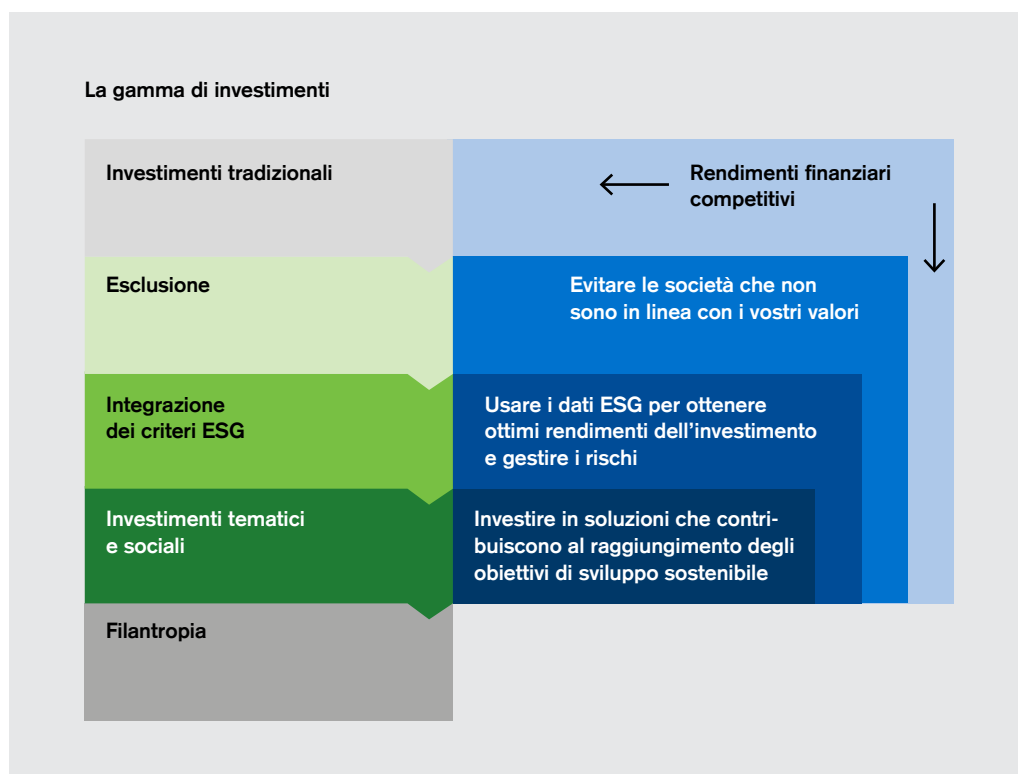 La gamma di investimenti
Investimenti tradizionali
Rendimenti finanziari
competitivi
Esclusione
Evitare le società che non
sono in linea con i vostri valori
Integrazione
dei criteri ESG
Usare i dati ESG per ottenere
ottimi rendimenti dell’investimento
e gestire i rischi
Investimenti tematici
e sociali
Investire in soluzioni che contri-
buiscono al raggiungimento degli
obiettivi di sviluppo sostenibile
Filantropia